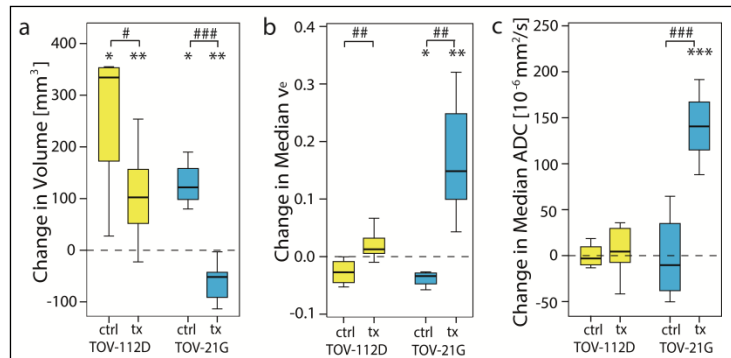 a
Change in Volume [mm³]
400
300
200
100
0
-100
#
###
*
**
*
**
ctrl tx ctrl tx
TOV-112D TOV-21G
b
Change in Median vₑ
0.4
0.3
0.2
0.1
0.0
-0.1
##
##
*
**
ctrl tx ctrl tx
TOV-112D TOV-21G
c
Change in Median ADC [10⁻⁶mm²/s]
250
200
150
100
50
0
-50
###
***
ctrl tx ctrl tx
TOV-112D TOV-21G